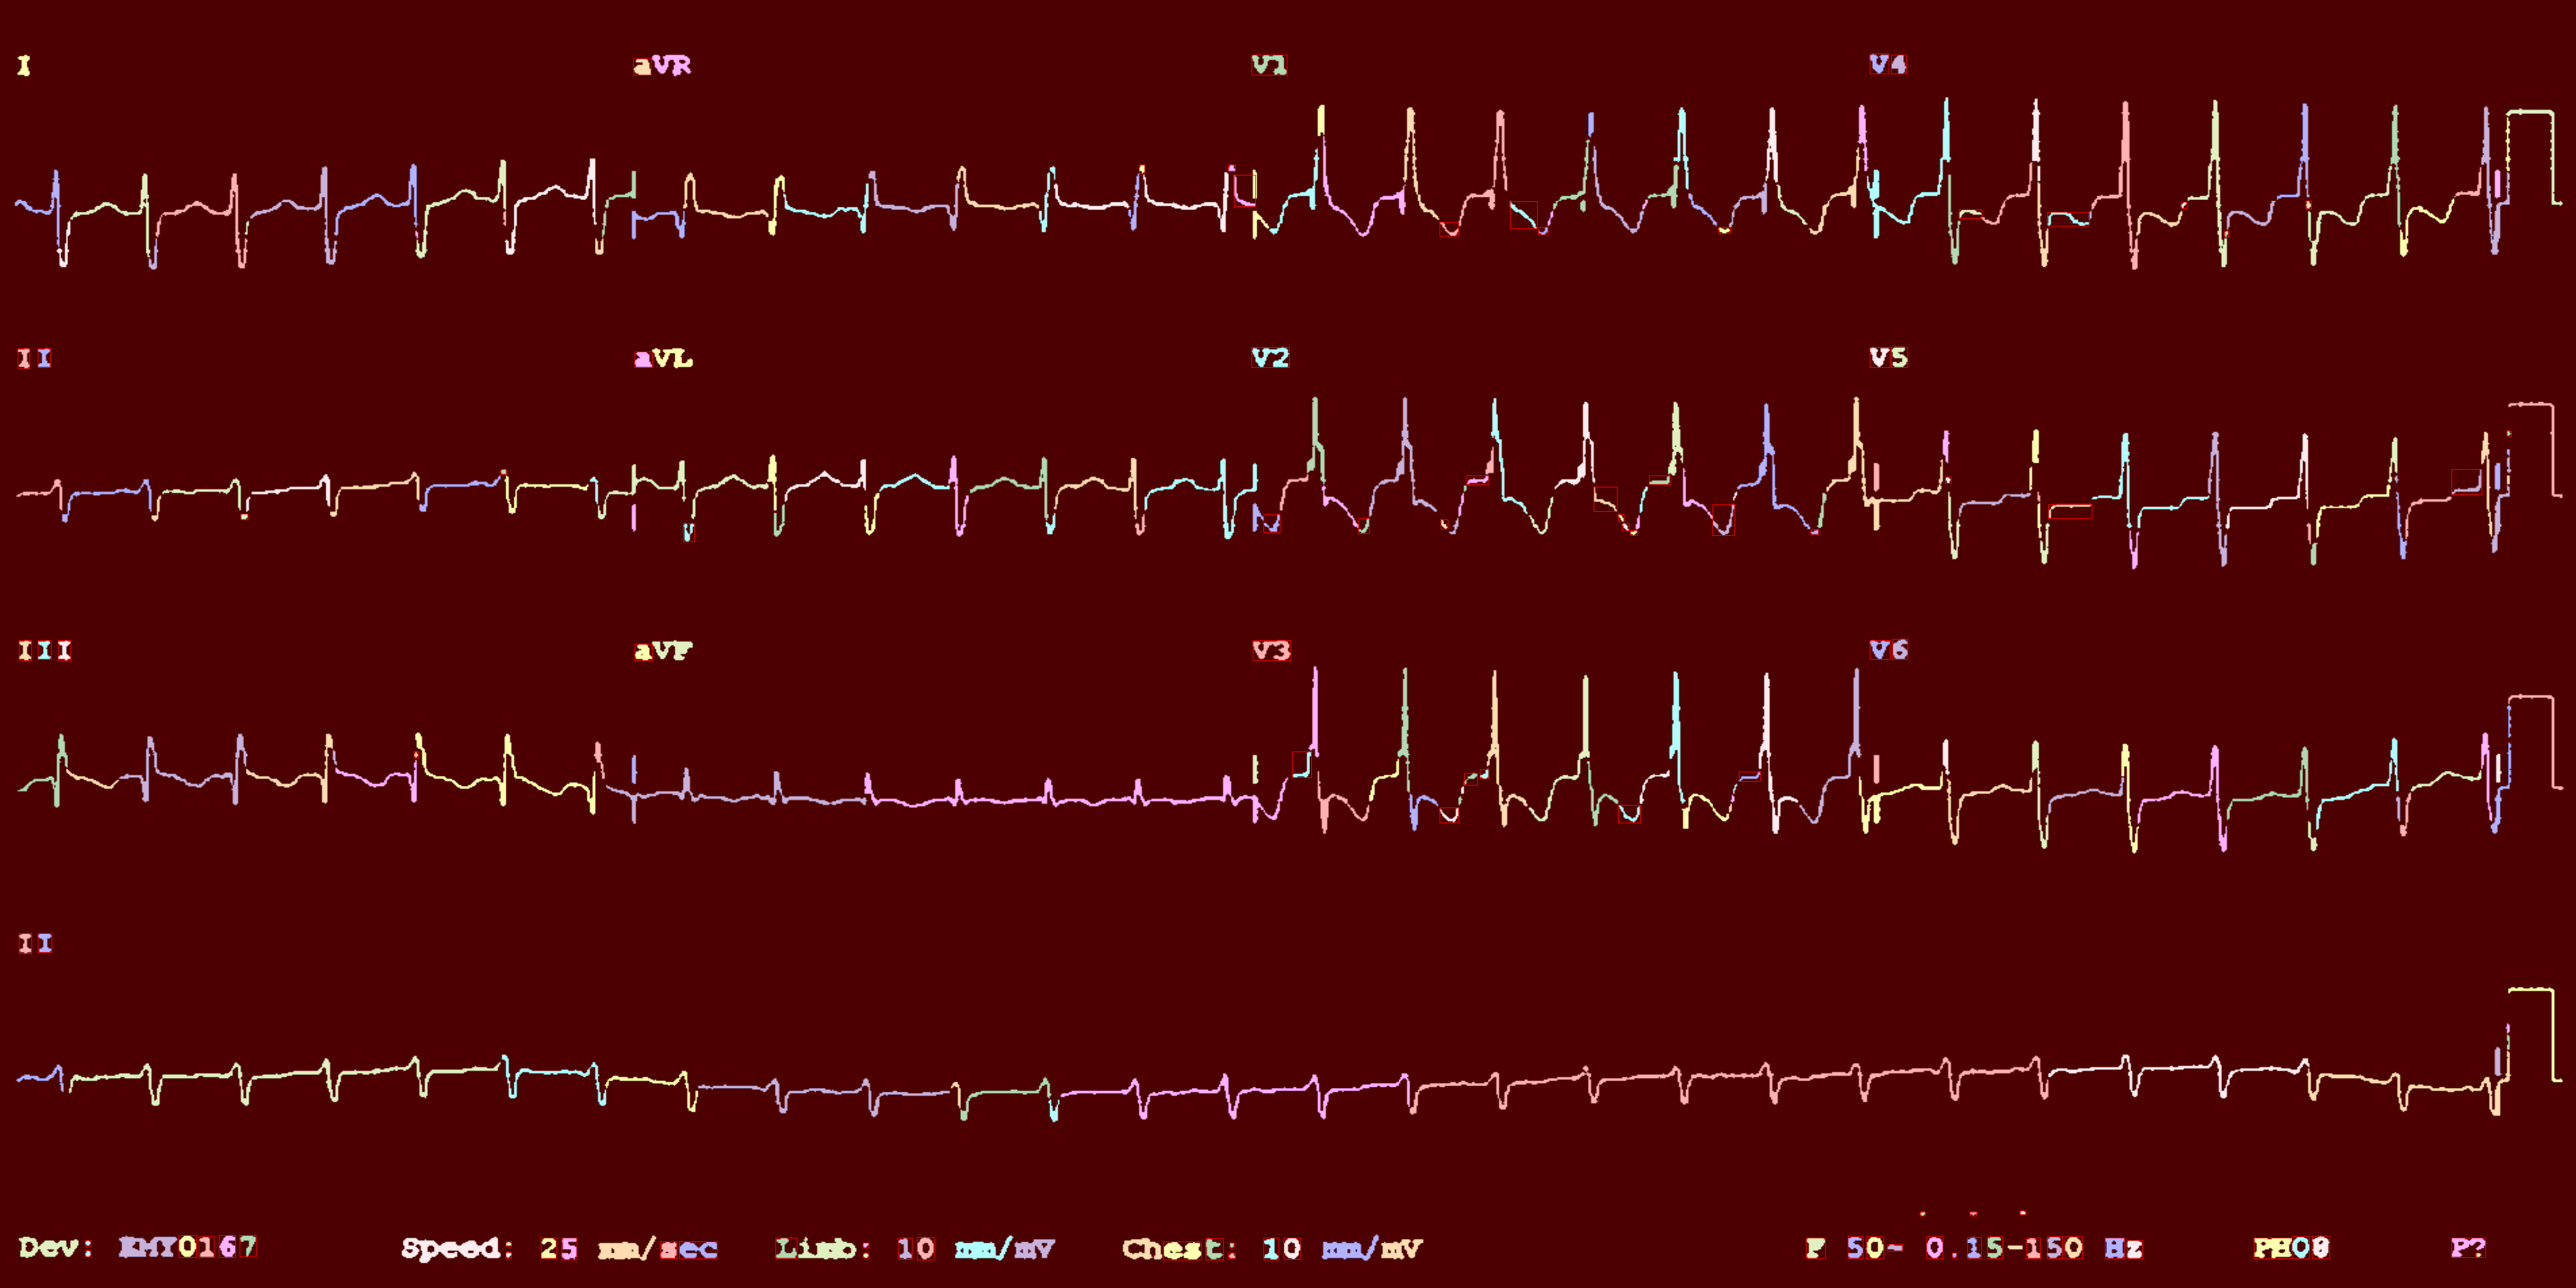 I aVR V1 V4
II aVL V2 V5
III aVF V3 V6
II
Dev: EMY0167 Speed: 25 mm/sec Limb: 10 mm/mV Chest: 10 mm/mV F 50~ 0.15-150 Hz P?